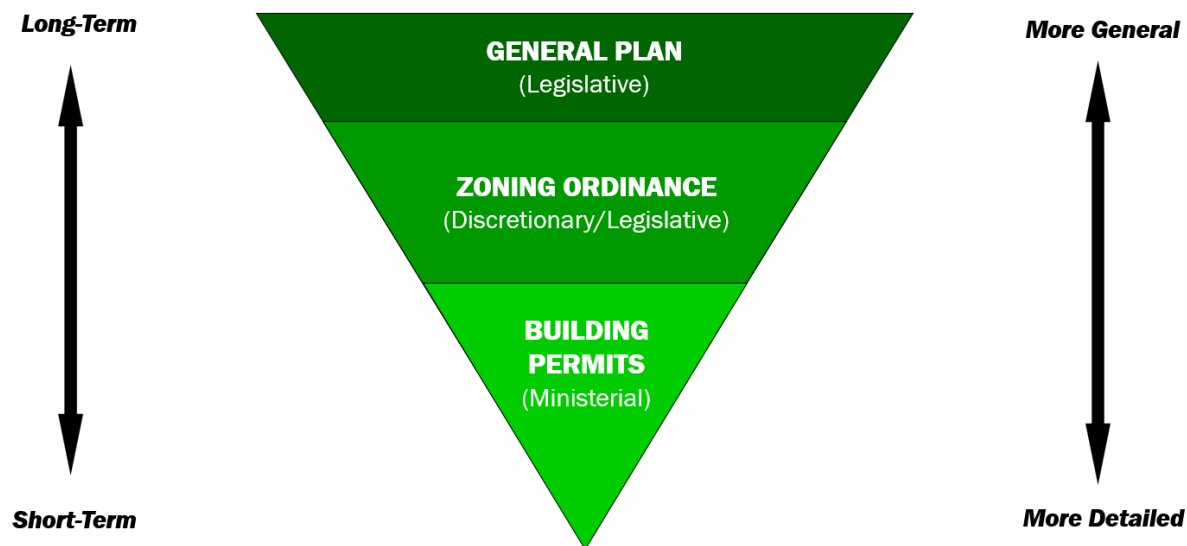 Long-Term
More General
GENERAL PLAN
(Legislative)
ZONING ORDINANCE
(Discretionary/Legislative)
BUILDING
PERMITS
(Ministerial)
Short-Term
More Detailed